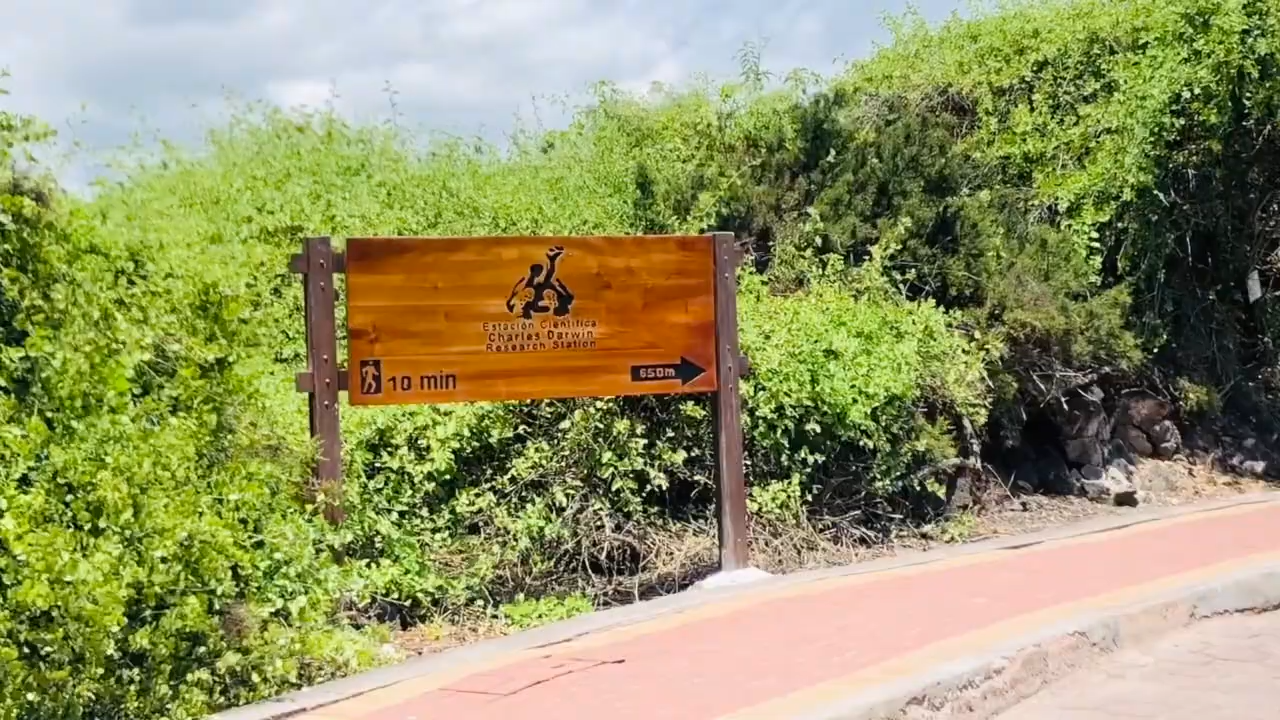 Estación Científica
Charles Darwin
Research Station
10 min
650m